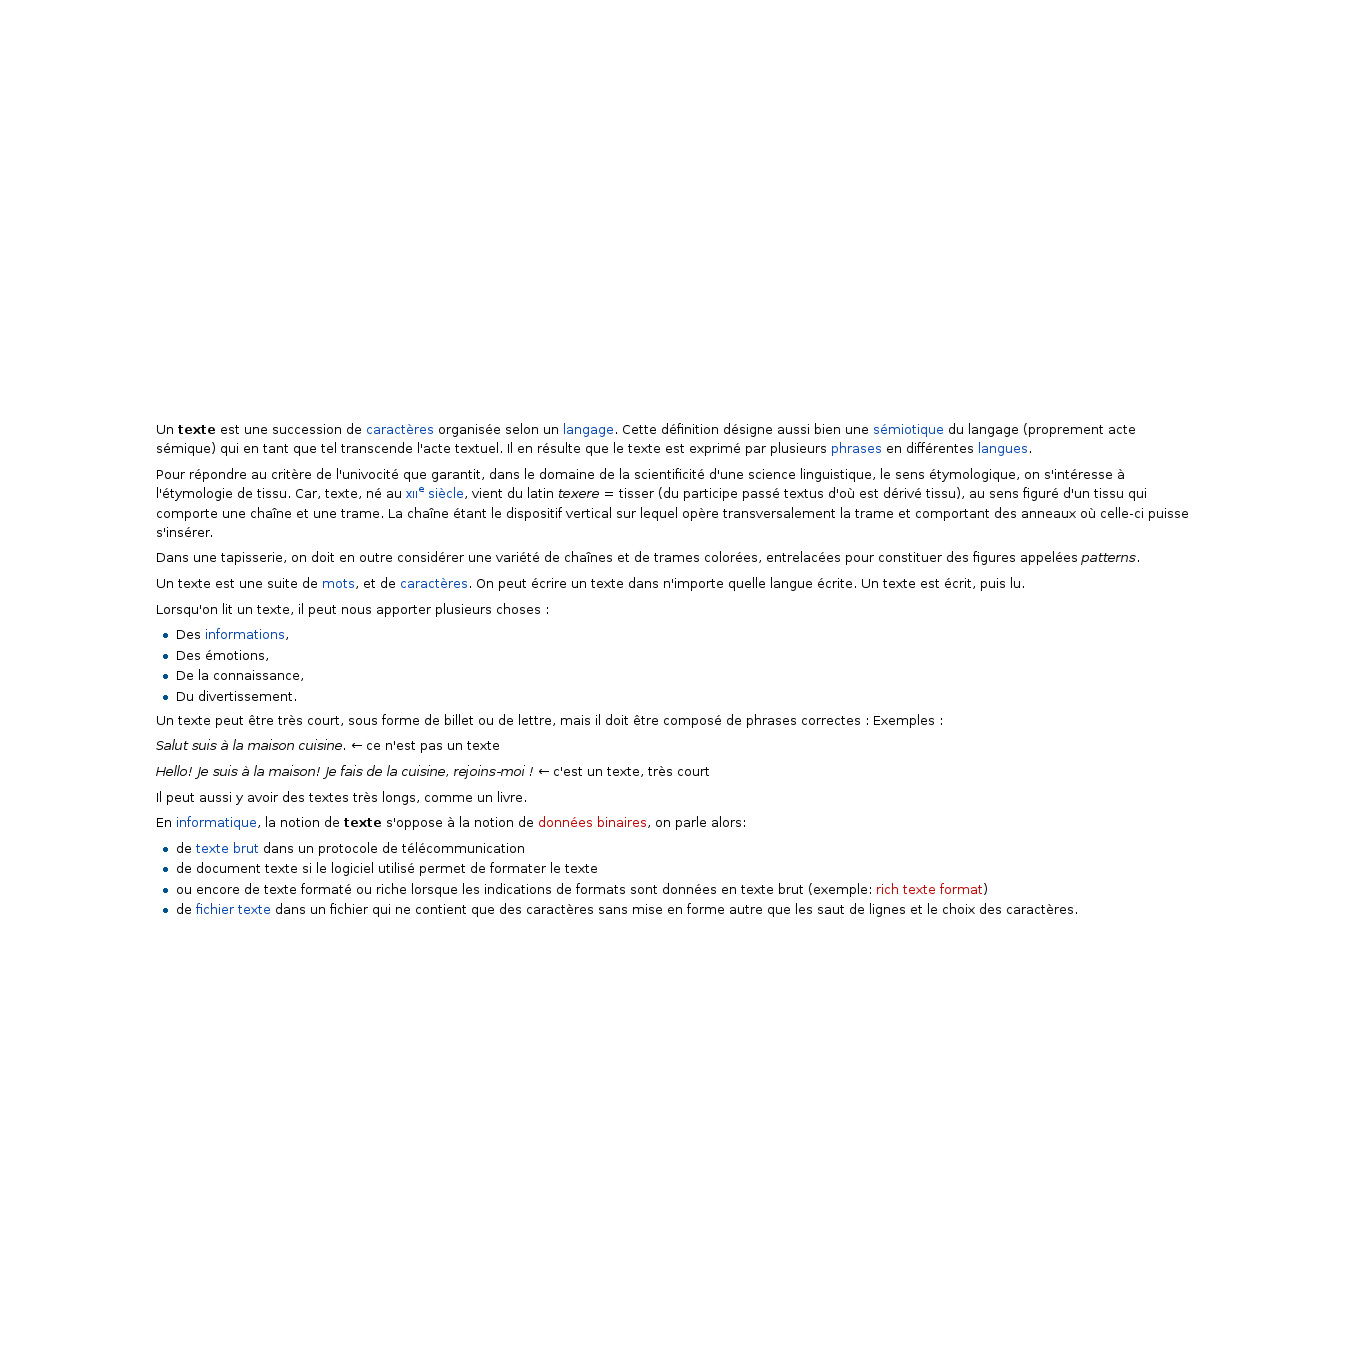 Un texte est une succession de caractères organisée selon un langage. Cette définition désigne aussi bien une sémiotique du langage (proprement acte
sémique) qui en tant que tel transcende l'acte textuel. Il en résulte que le texte est exprimé par plusieurs phrases en différentes langues.
Pour répondre au critère de l'univocité que garantit, dans le domaine de la scientificité d'une science linguistique, le sens étymologique, on s'intéresse à
l'étymologie de tissu. Car, texte, né au XIIe siècle, vient du latin texere = tisser (du participe passé textus d'où est dérivé tissu), au sens figuré d'un tissu qui
comporte une chaîne et une trame. La chaîne étant le dispositif vertical sur lequel opère transversalement la trame et comportant des anneaux où celle-ci puisse
s'insérer.
Dans une tapisserie, on doit en outre considérer une variété de chaînes et de trames colorées, entrelacées pour constituer des figures appelées patterns.
Un texte est une suite de mots, et de caractères. On peut écrire un texte dans n'importe quelle langue écrite. Un texte est écrit, puis lu.
Lorsqu'on lit un texte, il peut nous apporter plusieurs choses :
• Des informations,
• Des émotions,
• De la connaissance,
• Du divertissement.
Un texte peut être très court, sous forme de billet ou de lettre, mais il doit être composé de phrases correctes : Exemples :
Salut suis à la maison cuisine. ← ce n'est pas un texte
Hello! Je suis à la maison! Je fais de la cuisine, rejoins-moi ! ← c'est un texte, très court
Il peut aussi y avoir des textes très longs, comme un livre.
En informatique, la notion de texte s'oppose à la notion de données binaires, on parle alors:
• de texte brut dans un protocole de télécommunication
• de document texte si le logiciel utilisé permet de formater le texte
• ou encore de texte formaté ou riche lorsque les indications de formats sont données en texte brut (exemple: rich texte format)
• de fichier texte dans un fichier qui ne contient que des caractères sans mise en forme autre que les saut de lignes et le choix des caractères.